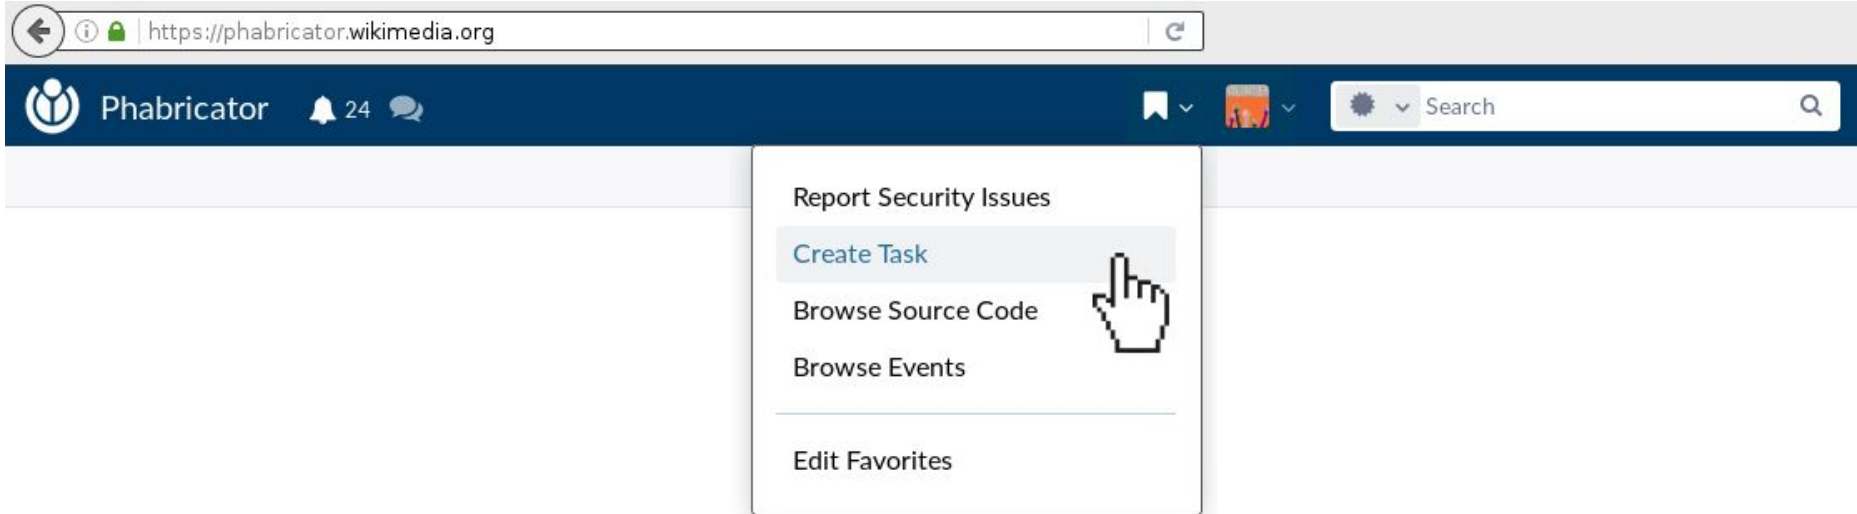 https://phabricator.wikimedia.org
Phabricator 24 Search
Report Security Issues
Create Task
Browse Source Code
Browse Events
Edit Favorites